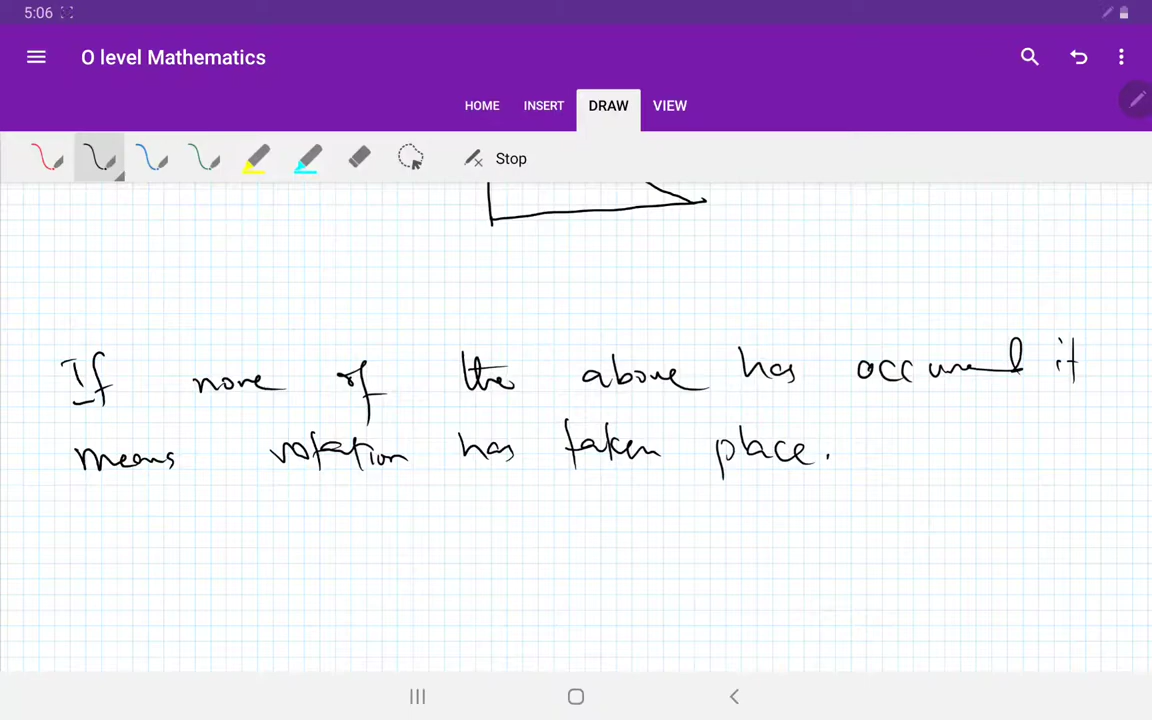 5:06
O level Mathematics
HOME INSERT DRAW VIEW
Stop
If none of the above has occured it
means rotation has taken place.